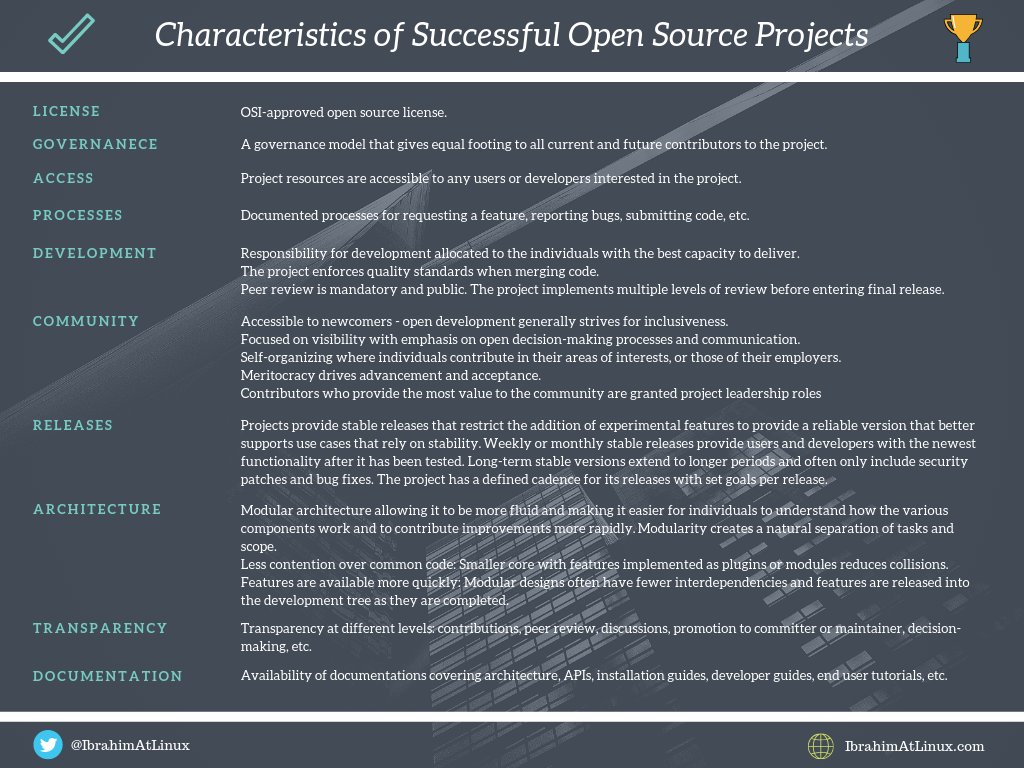 Characteristics of Successful Open Source Projects
LICENSE
OSI-approved open source license.
GOVERNANECE
A governance model that gives equal footing to all current and future contributors to the project.
ACCESS
Project resources are accessible to any users or developers interested in the project.
PROCESSES
Documented processes for requesting a feature, reporting bugs, submitting code, etc.
DEVELOPMENT
Responsibility for development allocated to the individuals with the best capacity to deliver.
The project enforces quality standards when merging code.
Peer review is mandatory and public. The project implements multiple levels of review before entering final release.
COMMUNITY
Accessible to newcomers - open development generally strives for inclusiveness.
Focused on visibility with emphasis on open decision-making processes and communication.
Self-organizing where individuals contribute in their areas of interests, or those of their employers.
Meritocracy drives advancement and acceptance.
Contributors who provide the most value to the community are granted project leadership roles
RELEASES
Projects provide stable releases that restrict the addition of experimental features to provide a reliable version that better
supports use cases that rely on stability. Weekly or monthly stable releases provide users and developers with the newest
functionality after it has been tested. Long-term stable versions extend to longer periods and often only include security
patches and bug fixes. The project has a defined cadence for its releases with set goals per release.
ARCHITECTURE
Modular architecture allowing it to be more fluid and making it easier for individuals to understand how the various
components work and to contribute improvements more rapidly. Modularity creates a natural separation of tasks and
scope.
Less contention over common code: Smaller core with features implemented as plugins or modules reduces collisions.
Features are available more quickly: Modular designs often have fewer interdependencies and features are released into
the development tree as they are completed.
TRANSPARENCY
Transparency at different levels: contributions, peer review, discussions, promotion to committer or maintainer, decision-
making, etc.
DOCUMENTATION
Availability of documentations covering architecture, APIs, installation guides, developer guides, end user tutorials, etc.
@IbrahimAtLinux
IbrahimAtLinux.com